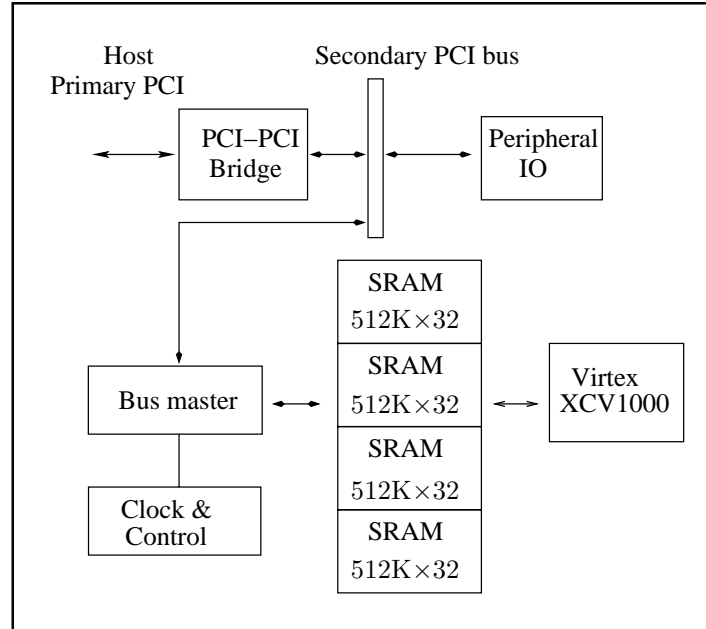 Host
Primary PCI
Secondary PCI bus
PCI–PCI
Bridge
Peripheral
IO
SRAM
512K×32
SRAM
512K×32
SRAM
512K×32
SRAM
512K×32
Bus master
Virtex
XCV1000
Clock &
Control